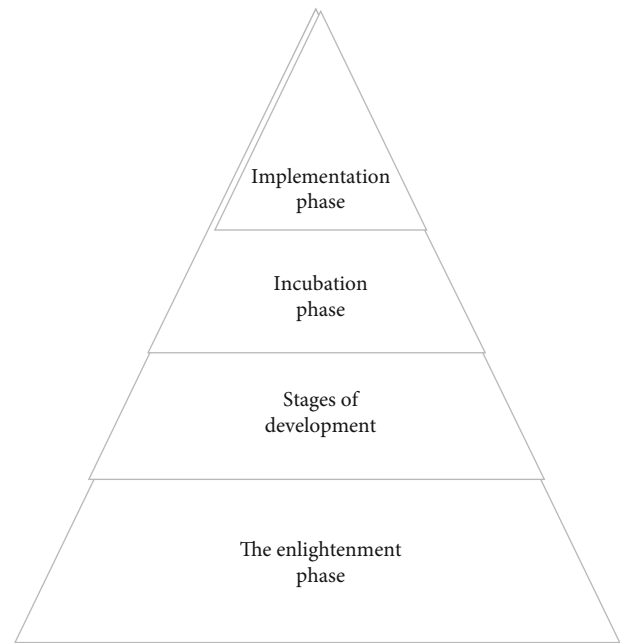 Implementation
phase
Incubation
phase
Stages of
development
The enlightenment
phase